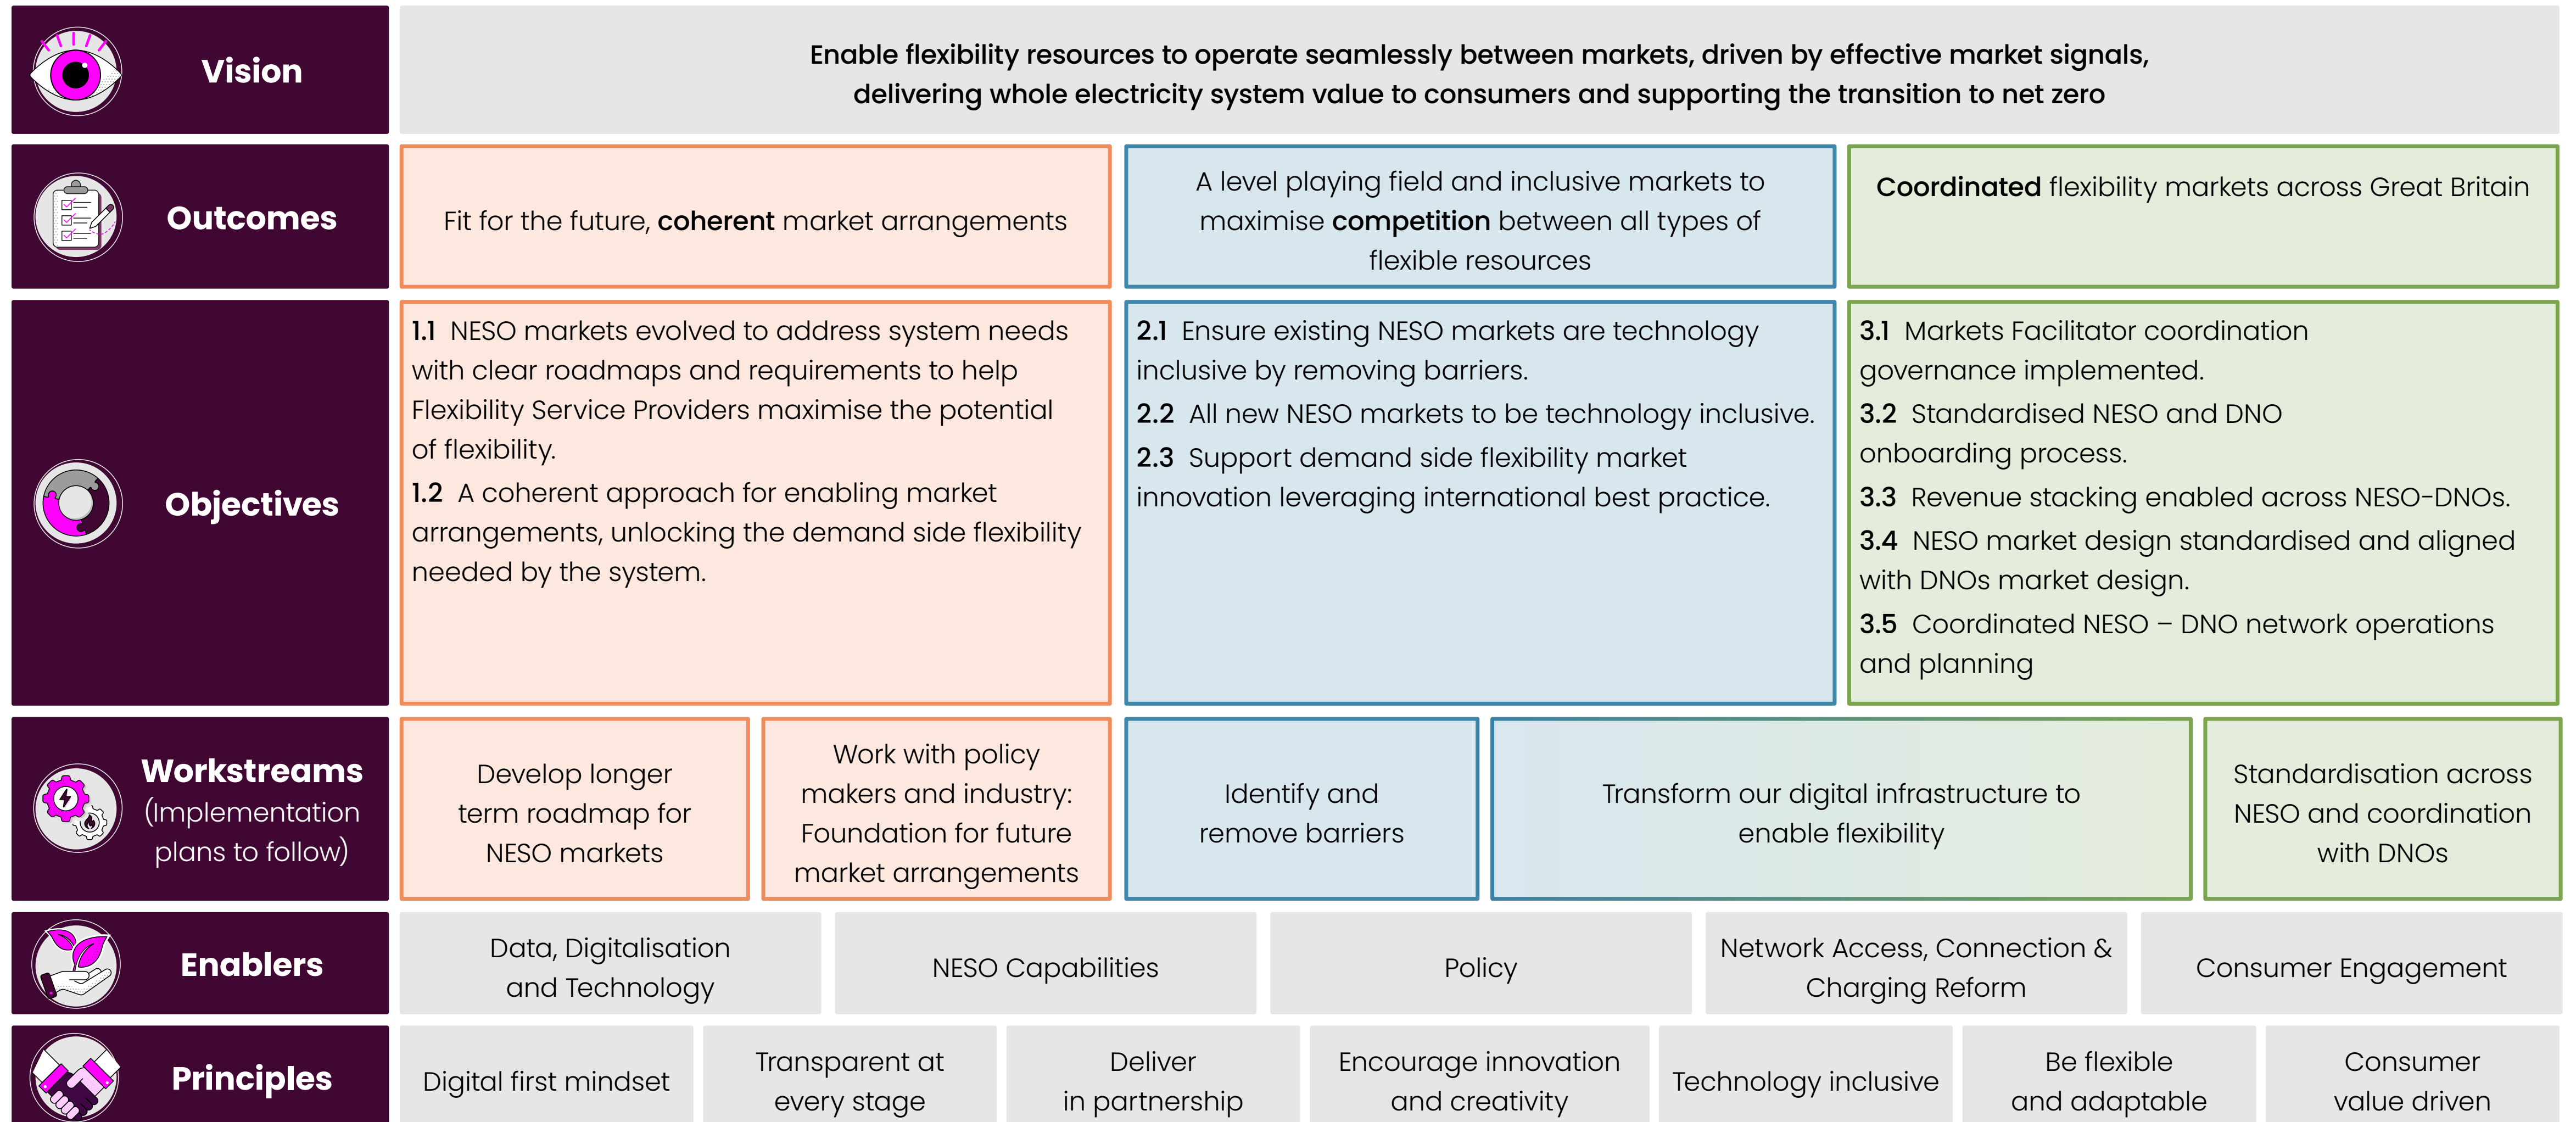 Vision
Enable flexibility resources to operate seamlessly between markets, driven by effective market signals,
delivering whole electricity system value to consumers and supporting the transition to net zero
Outcomes
Fit for the future, coherent market arrangements
A level playing field and inclusive markets to
maximise competition between all types of
flexible resources
Coordinated flexibility markets across Great Britain
Objectives
1.1 NESO markets evolved to address system needs
with clear roadmaps and requirements to help
Flexibility Service Providers maximise the potential
of flexibility.
1.2 A coherent approach for enabling market
arrangements, unlocking the demand side flexibility
needed by the system.
2.1 Ensure existing NESO markets are technology
inclusive by removing barriers.
2.2 All new NESO markets to be technology inclusive.
2.3 Support demand side flexibility market
innovation leveraging international best practice.
3.1 Markets Facilitator coordination
governance implemented.
3.2 Standardised NESO and DNO
onboarding process.
3.3 Revenue stacking enabled across NESO-DNOs.
3.4 NESO market design standardised and aligned
with DNOs market design.
3.5 Coordinated NESO – DNO network operations
and planning
Workstreams
(Implementation
plans to follow)
Develop longer
term roadmap for
NESO markets
Work with policy
makers and industry:
Foundation for future
market arrangements
Identify and
remove barriers
Transform our digital infrastructure to
enable flexibility
Standardisation across
NESO and coordination
with DNOs
Enablers
Data, Digitalisation
and Technology
NESO Capabilities
Policy
Network Access, Connection &
Charging Reform
Consumer Engagement
Principles
Digital first mindset
Transparent at
every stage
Deliver
in partnership
Encourage innovation
and creativity
Technology inclusive
Be flexible
and adaptable
Consumer
value driven